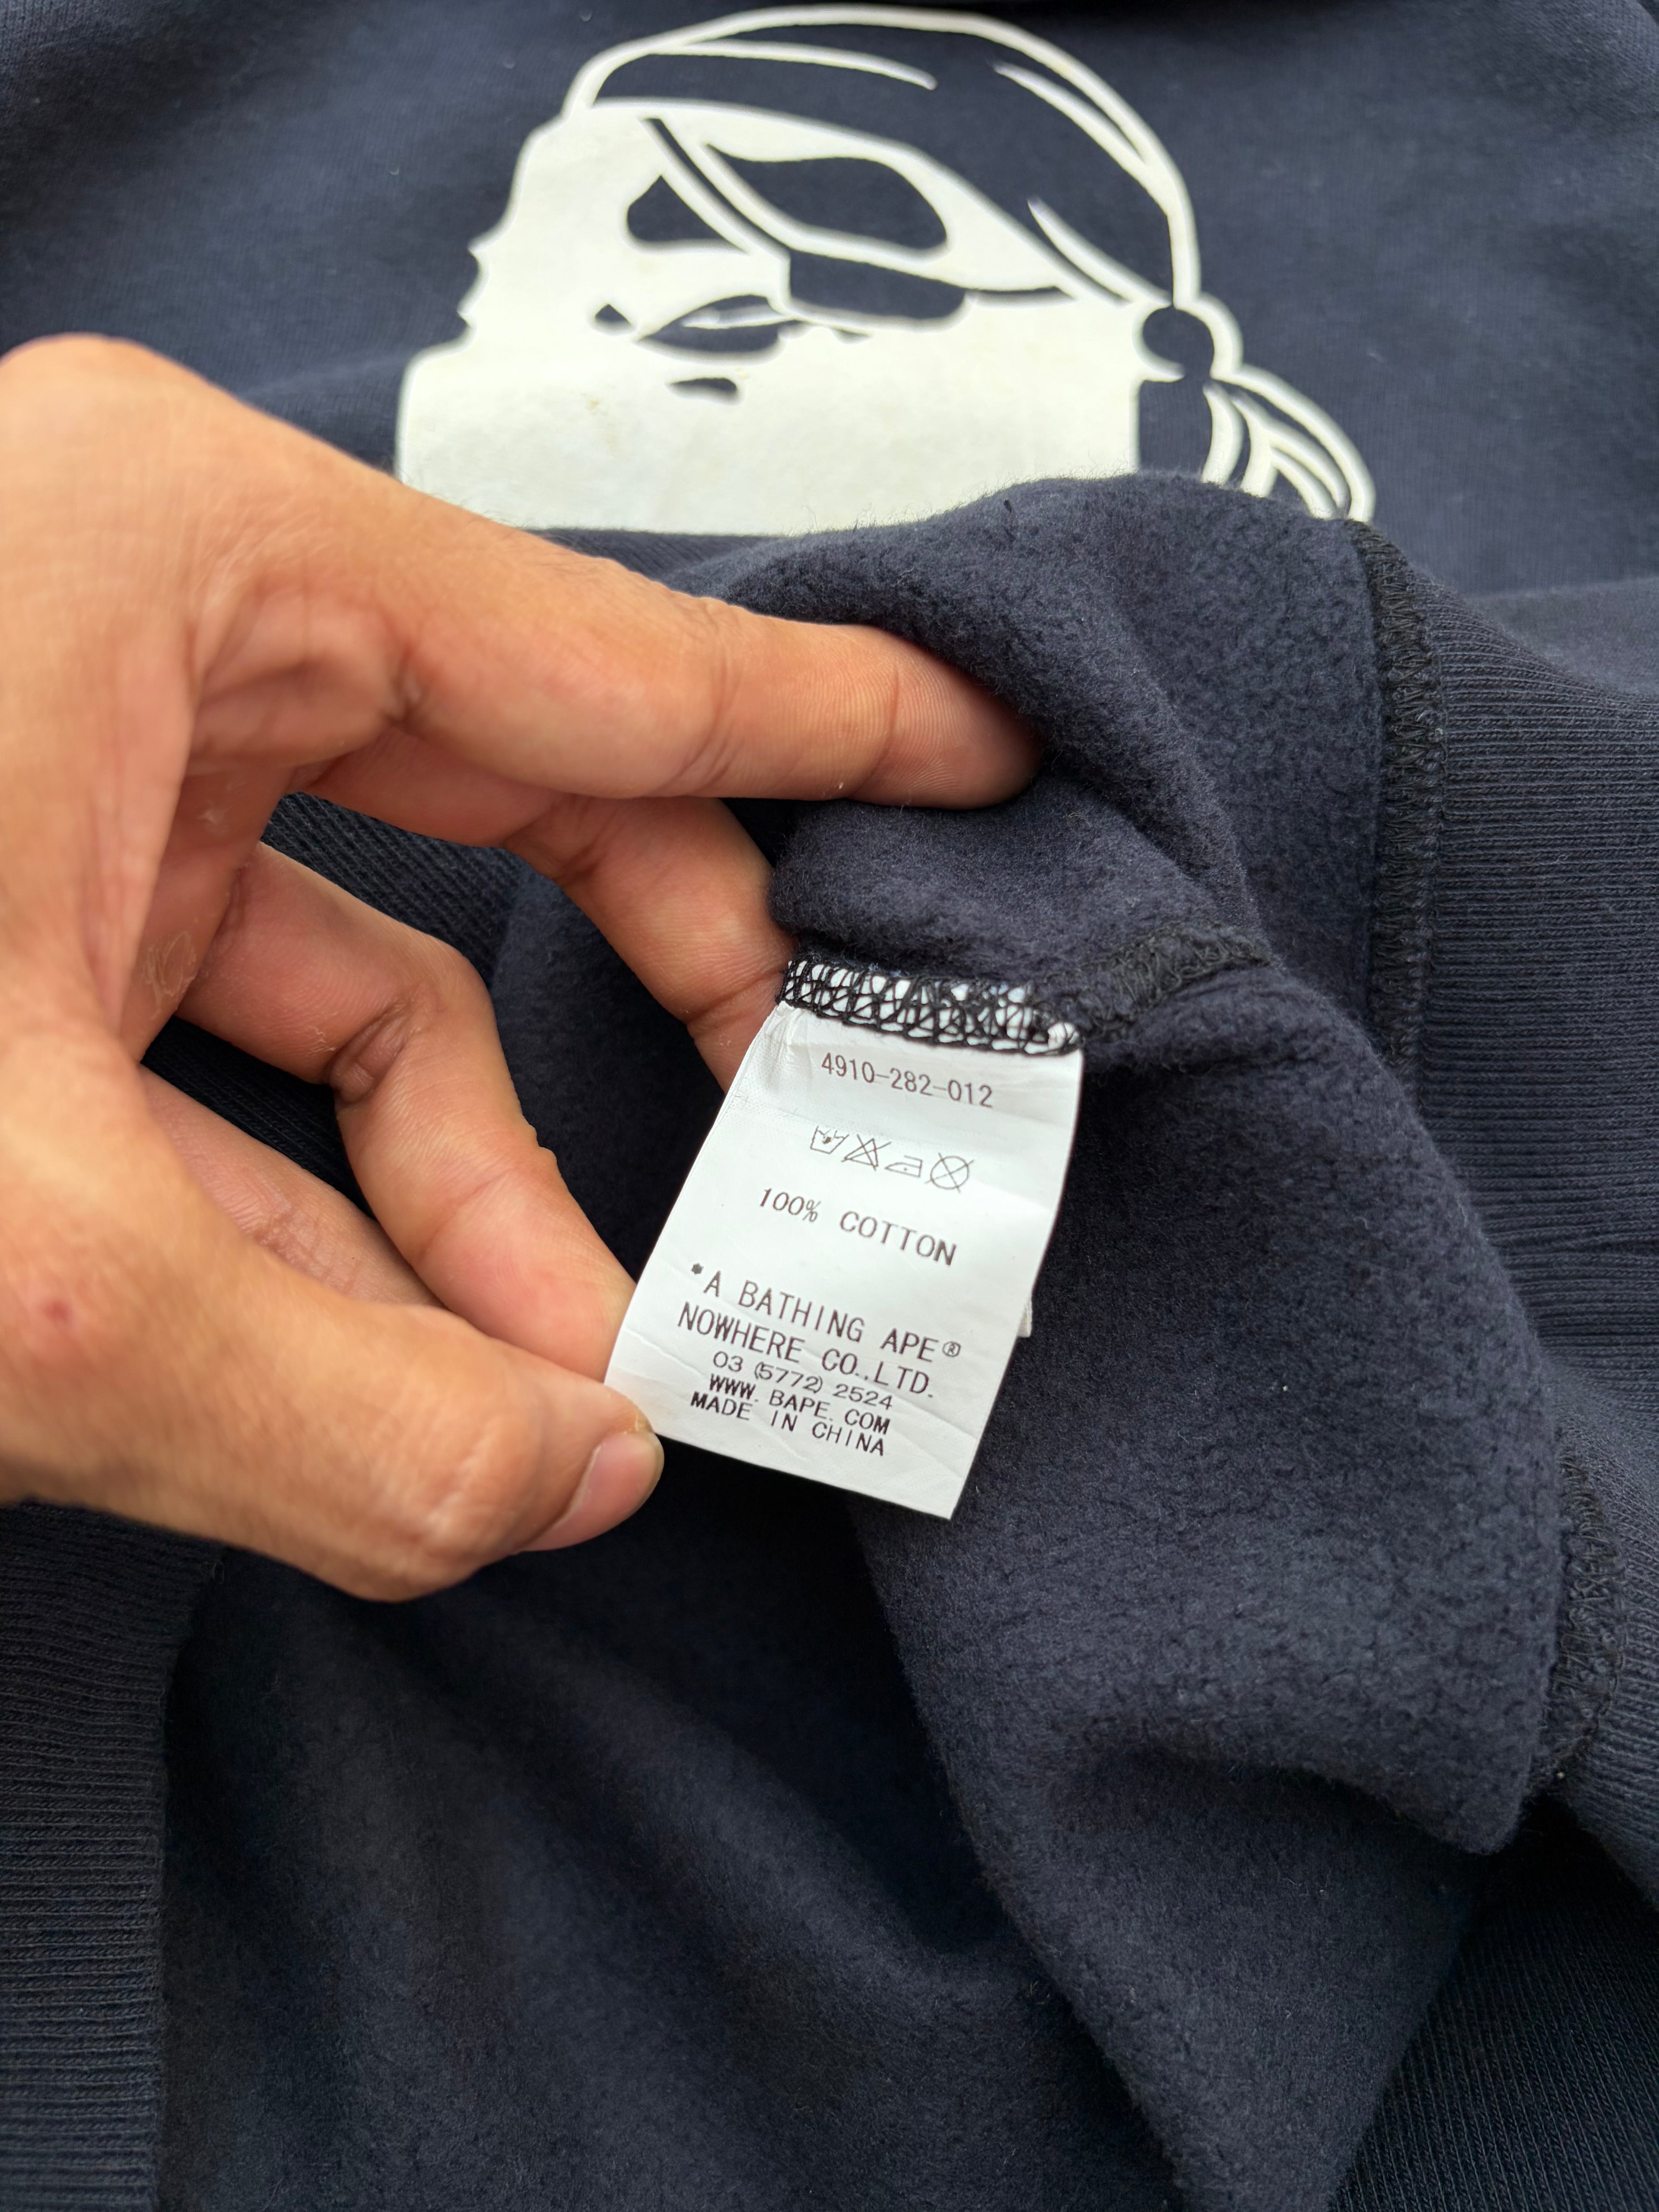 4910-282-012
100% COTTON
*A BATHING APE®
NOWHERE CO.,LTD.
03 (5772) 2524
WWW. BAPE. COM
MADE IN CHINA